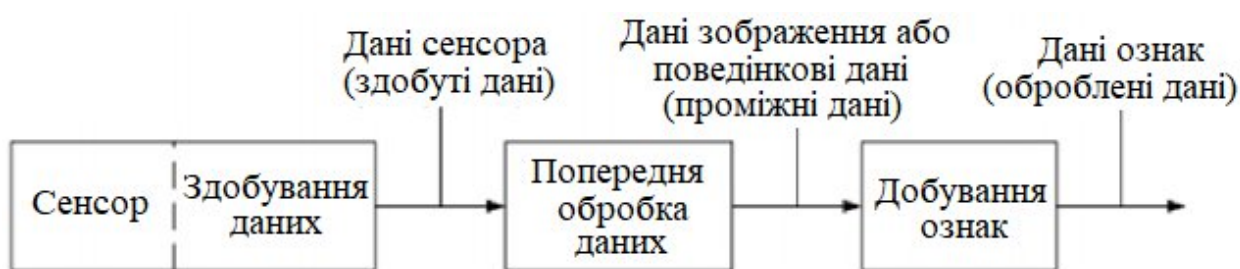 Дані сенсора
(здобуті дані)
Дані зображення або
поведінкові дані
(проміжні дані)
Дані ознак
(оброблені дані)
Сенсор
Здобування
даних
Попередня
обробка
даних
Добування
ознак